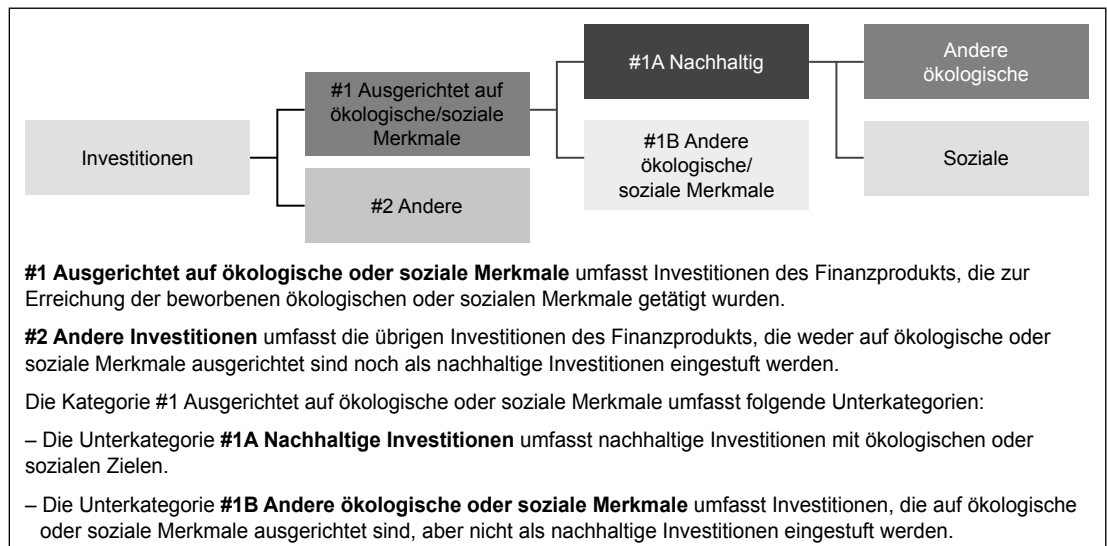 Investitionen
#1 Ausgerichtet auf
ökologische/soziale
Merkmale
#2 Andere
#1A Nachhaltig
#1B Andere
ökologische/
soziale Merkmale
Andere
ökologische
Soziale
#1 Ausgerichtet auf ökologische oder soziale Merkmale umfasst Investitionen des Finanzprodukts, die zur
Erreichung der beworbenen ökologischen oder sozialen Merkmale getätigt wurden.
#2 Andere Investitionen umfasst die übrigen Investitionen des Finanzprodukts, die weder auf ökologische oder
soziale Merkmale ausgerichtet sind noch als nachhaltige Investitionen eingestuft werden.
Die Kategorie #1 Ausgerichtet auf ökologische oder soziale Merkmale umfasst folgende Unterkategorien:
– Die Unterkategorie #1A Nachhaltige Investitionen umfasst nachhaltige Investitionen mit ökologischen oder
sozialen Zielen.
– Die Unterkategorie #1B Andere ökologische oder soziale Merkmale umfasst Investitionen, die auf ökologische
oder soziale Merkmale ausgerichtet sind, aber nicht als nachhaltige Investitionen eingestuft werden.